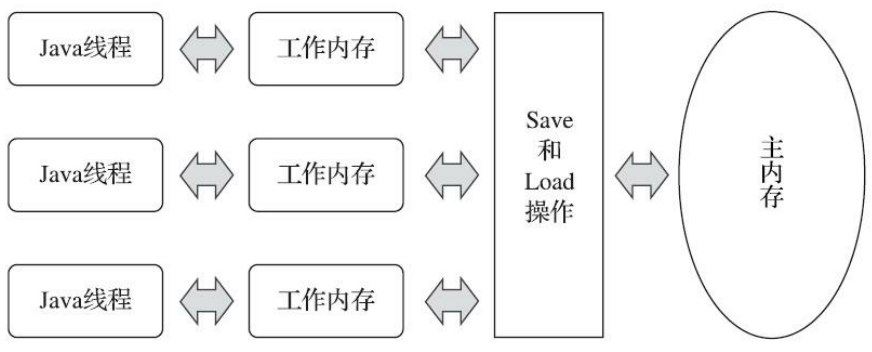 Java线程
工作内存
Java线程
工作内存
Java线程
工作内存
Save
和
Load
操作
主
内
存